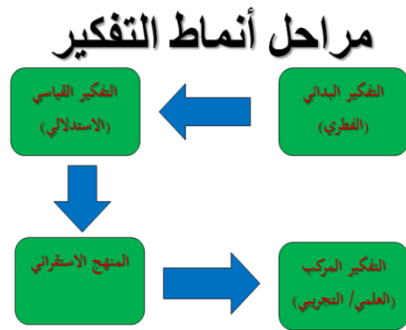 مراحل أنماط التفكير
التفكير البدائي
(الفطري)
التفكير القياسي
(الاستدلالي)
المنهج الاستقرائي
التفكير المركب
(العلمي/ التجريبي)